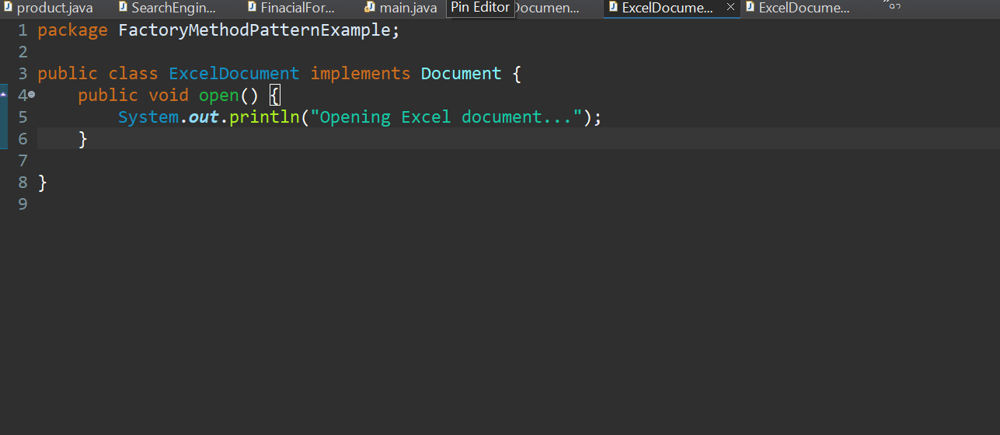 product.java SearchEngin... FinacialFor... main.java Pin Editor Documen... ExcelDocume... ExcelDocume...
1 package FactoryMethodPatternExample;
2
3 public class ExcelDocument implements Document {
4 public void open() {
5 System.out.println("Opening Excel document...");
6 }
7
8 }
9